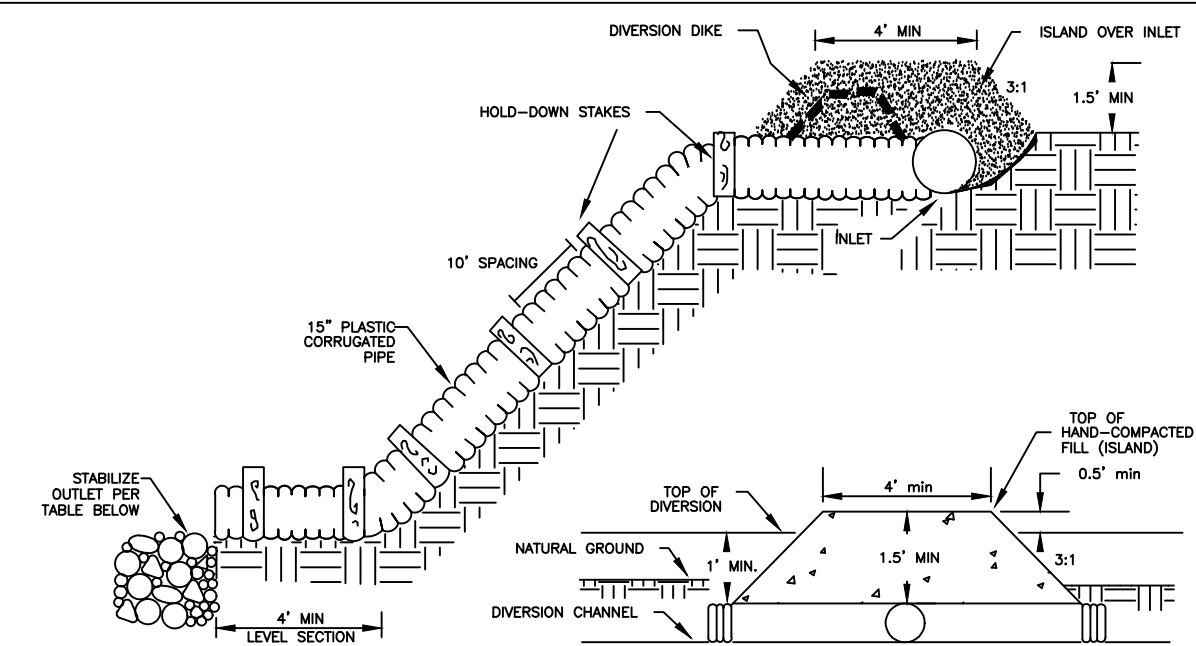 DIVERSION DIKE
4' MIN
ISLAND OVER INLET
3:1
1.5' MIN
HOLD-DOWN STAKES
INLET
10' SPACING
15" PLASTIC
CORRUGATED
PIPE
STABILIZE
OUTLET PER
TABLE BELOW
4' MIN
LEVEL SECTION
TOP OF
HAND-COMPACTED
FILL (ISLAND)
0.5' min
4' min
TOP OF
DIVERSION
NATURAL GROUND
1' MIN.
1.5' MIN
3:1
DIVERSION CHANNEL